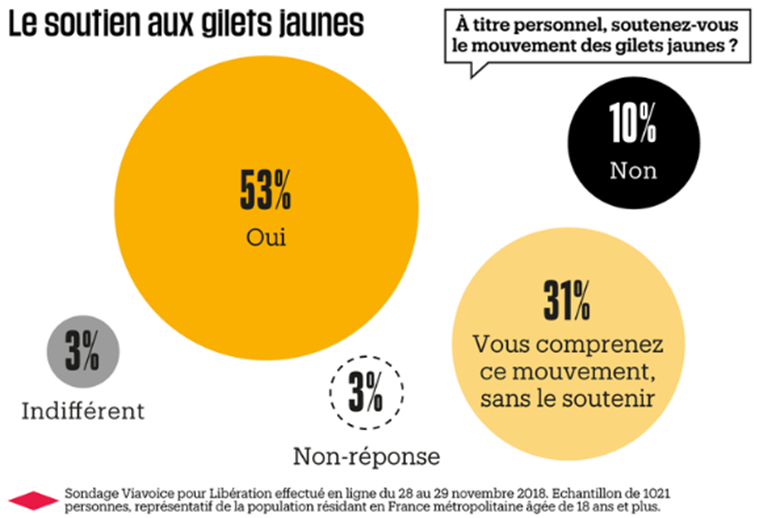 Le soutien aux gilets jaunes
À titre personnel, soutenez-vous
le mouvement des gilets jaunes ?
53%
Oui
10%
Non
31%
Vous comprenez
ce mouvement,
sans le soutenir
3%
Indifférent
3%
Non-réponse
Sondage Viavoice pour Libération effectué en ligne du 28 au 29 novembre 2018. Echantillon de 1021
personnes, représentatif de la population résidant en France métropolitaine âgée de 18 ans et plus.